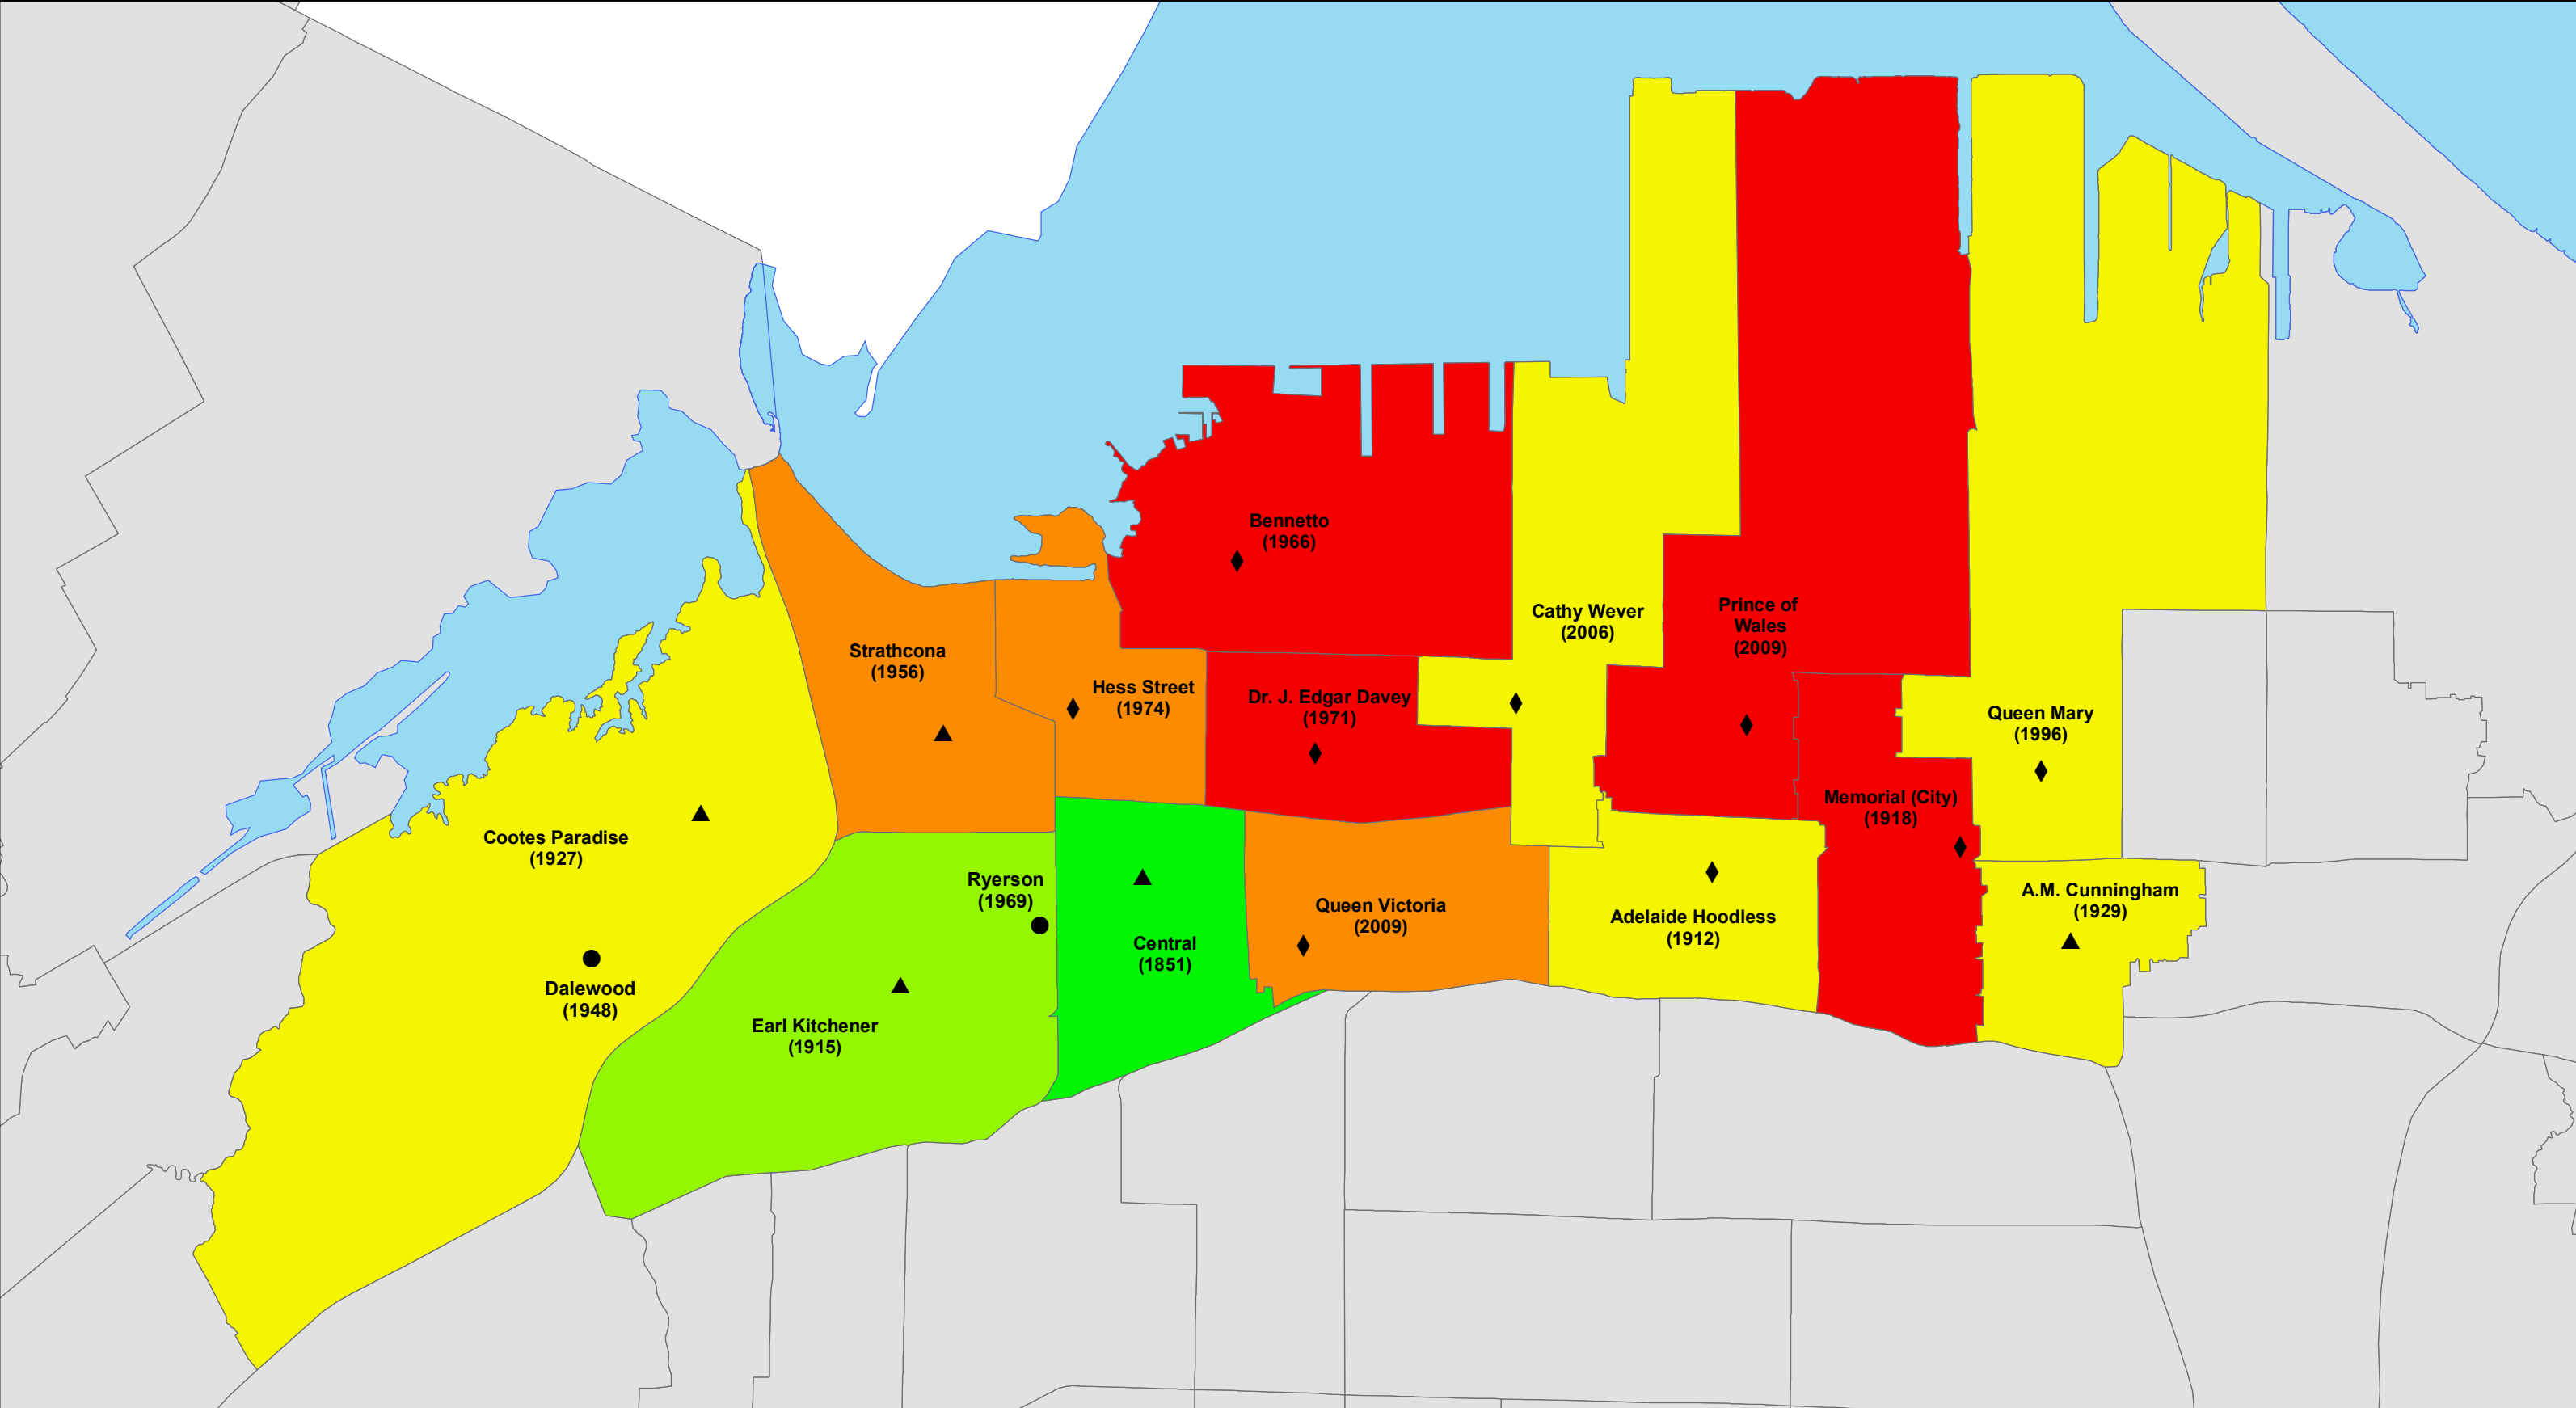 Bennetto
(1966)
Cathy Wever
(2006)
Prince of
Wales
(2009)
Strathcona
(1956)
Hess Street
(1974)
Dr. J. Edgar Davey
(1971)
Queen Mary
(1996)
Memorial (City)
(1918)
Cootes Paradise
(1927)
Ryerson
(1969)
Queen Victoria
(2009)
Adelaide Hoodless
(1912)
A.M. Cunningham
(1929)
Central
(1851)
Dalewood
(1948)
Earl Kitchener
(1915)